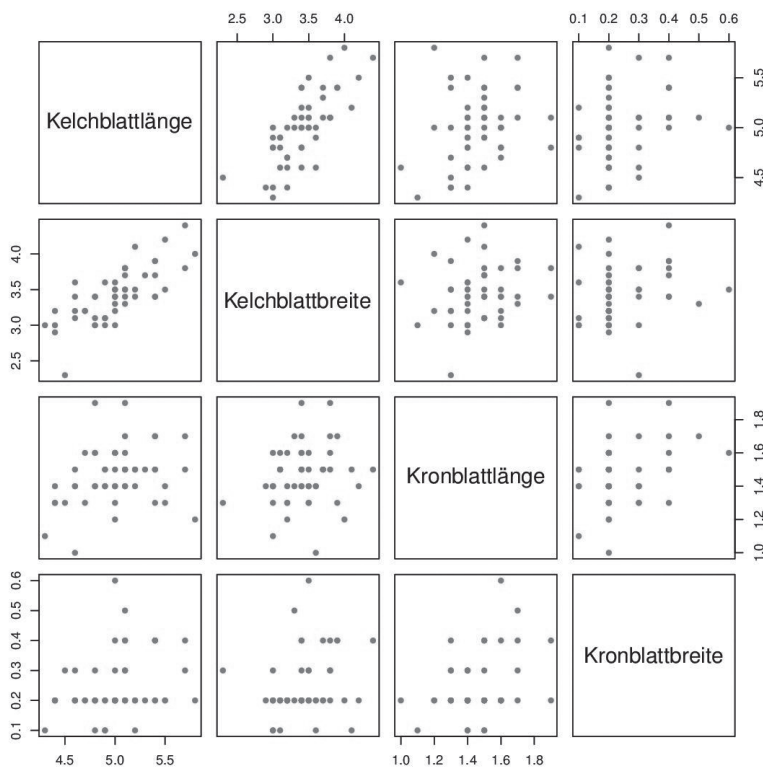 2.5 3.0 3.5 4.0 0.1 0.2 0.3 0.4 0.5 0.6
Kelchblattlänge
4.5 5.0 5.5
2.5 3.0 3.5 4.0
Kelchblattbreite
Kronblattlänge
1.0 1.2 1.4 1.6 1.8
0.1 0.2 0.3 0.4 0.5 0.6
Kronblattbreite
4.5 5.0 5.5 1.0 1.2 1.4 1.6 1.8